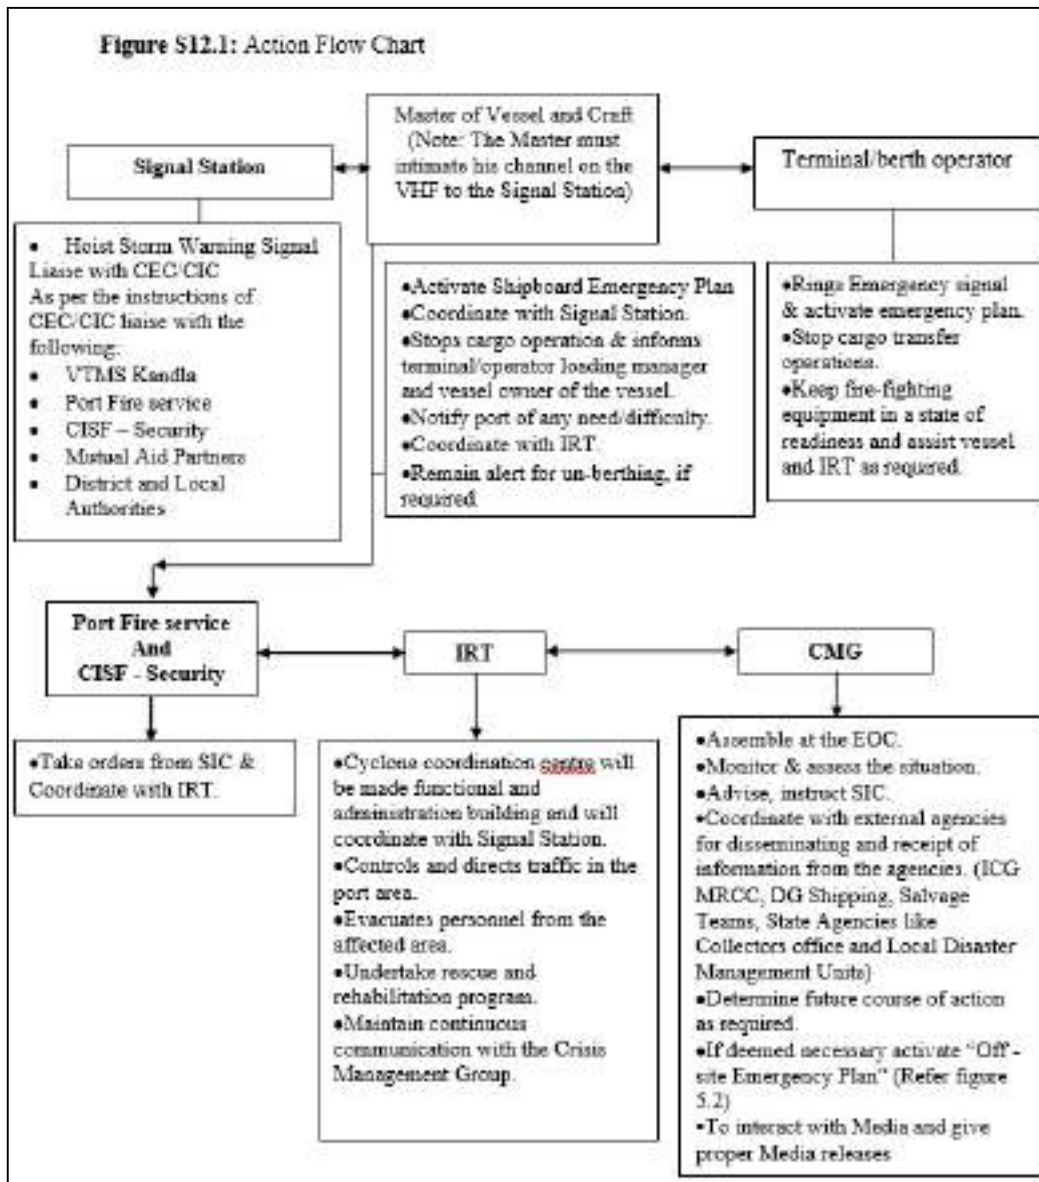 Figure S12.1: Action Flow Chart
Signal Station
Master of Vessel and Craft
(Note: The Master must
intimate his channel on the
VHF to the Signal Station)
Terminal/berth operator
● Hoist Storm Warning Signal
Liaise with CEC/CIC
As per the instructions of
CEC/CIC liaise with the
following:
● VTMS Kandla
● Port Fire service
● CISF – Security
● Mutual Aid Partners
● District and Local
Authorities
●Activate Shipboard Emergency Plan
●Coordinate with Signal Station.
●Stops cargo operation & informs
terminal/operator loading manager
and vessel owner of the vessel.
●Notify port of any need/difficulty.
●Coordinate with IRT.
●Remain alert for un-berthing, if
required.
●Rings Emergency signal
& activate emergency plan.
●Stop cargo transfer
operations.
●Keep fire-fighting
equipment in a state of
readiness and assist vessel
and IRT as required.
Port Fire service
And
CISF - Security
IRT
CMG
●Take orders from SIC &
Coordinate with IRT.
●Cyclone coordination centre will
be made functional and
administration building and will
coordinate with Signal Station.
●Controls and directs traffic in the
port area.
●Evacuates personnel from the
affected area.
●Undertake rescue and
rehabilitation program.
●Maintain continuous
communication with the Crisis
Management Group.
●Assemble at the EOC.
●Monitor & assess the situation.
●Advise, instruct SIC.
●Coordinate with external agencies
for disseminating and receipt of
information from the agencies. (ICG
MRCC, DG Shipping, Salvage
Teams, State Agencies like
Collectors office and Local Disaster
Management Units)
●Determine future course of action
as required.
●If deemed necessary activate “Off -
site Emergency Plan” (Refer figure
5.2)
•To interact with Media and give
proper Media releases